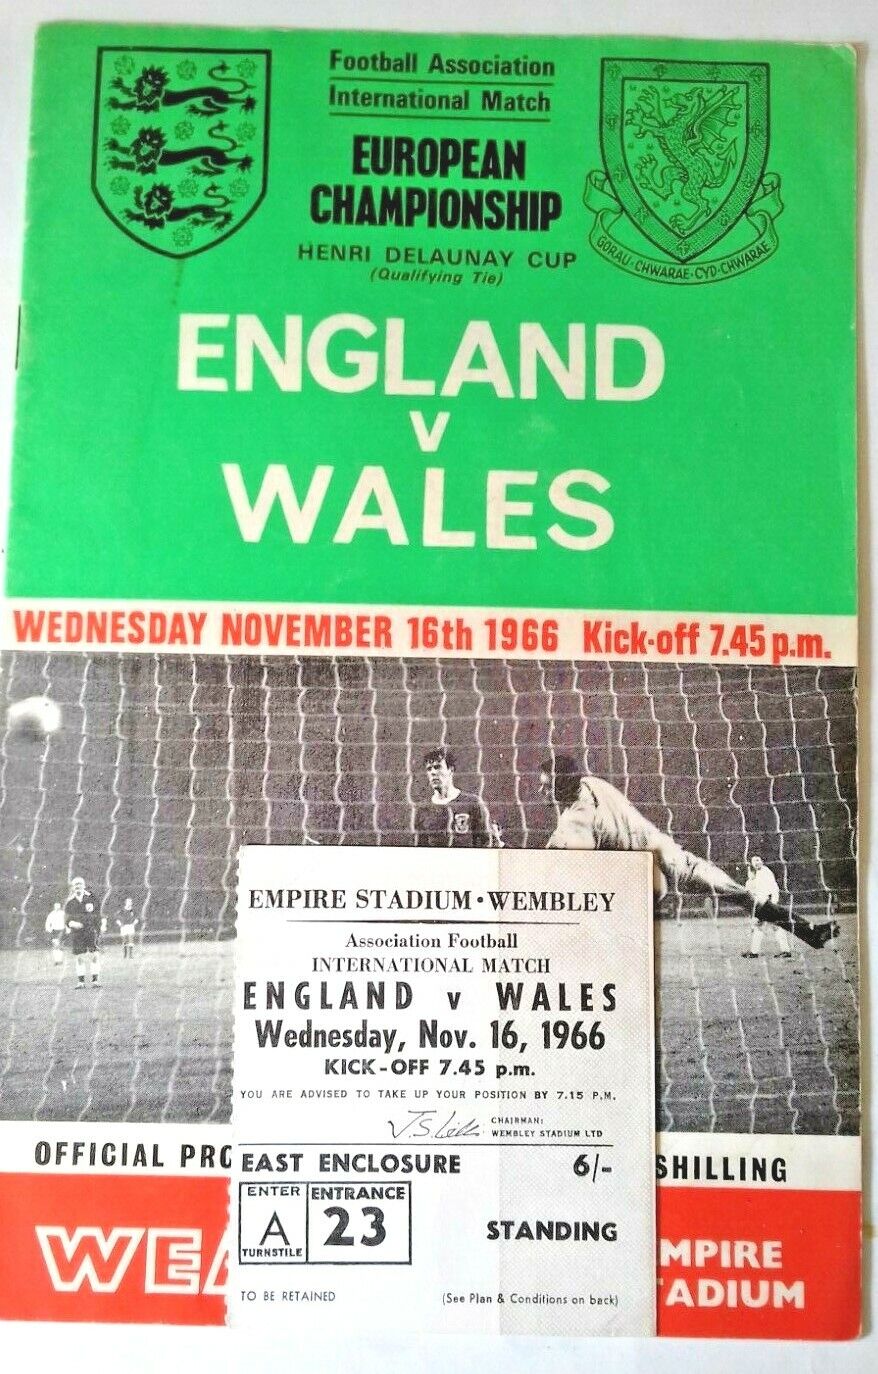 Football Association
International Match
EUROPEAN
CHAMPIONSHIP
HENRI DELAUNAY CUP
(Qualifying Tie)
GORAU·CHWARAE·CYD·CHWARAE
ENGLAND
v
WALES
WEDNESDAY NOVEMBER 16th 1966 Kick-off 7.45 p.m.
EMPIRE STADIUM · WEMBLEY
Association Football
INTERNATIONAL MATCH
ENGLAND v WALES
Wednesday, Nov. 16, 1966
KICK-OFF 7.45 p.m.
YOU ARE ADVISED TO TAKE UP YOUR POSITION BY 7.15 P.M.
CHAIRMAN:
WEMBLEY STADIUM LTD
EAST ENCLOSURE 6/-
ENTER
A
TURNSTILE
ENTRANCE
23
STANDING
TO BE RETAINED
(See Plan & Conditions on back)
OFFICIAL PRO
SHILLING
WE
MPIRE
TADIUM